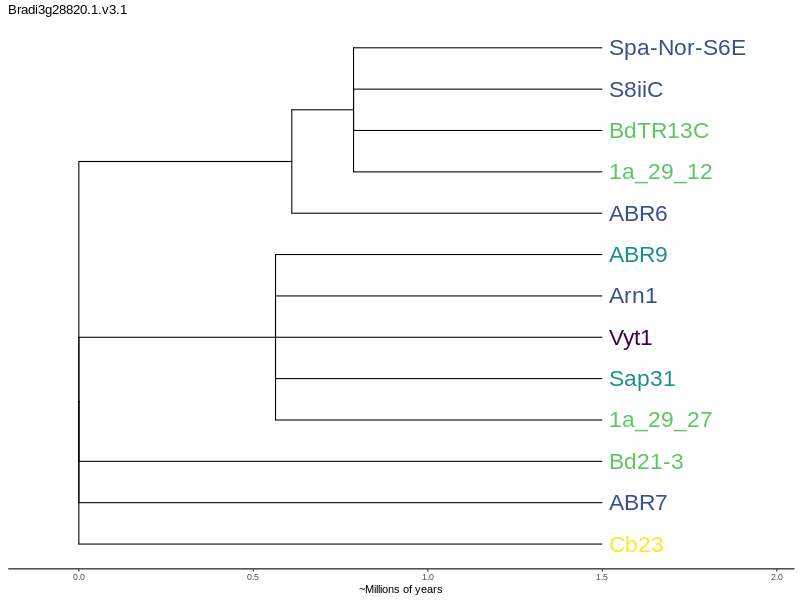 Bradi3g28820.1.v3.1
Spa-Nor-S6E
S8iiC
BdTR13C
1a_29_12
ABR6
ABR9
Arn1
Vyt1
Sap31
1a_29_27
Bd21-3
ABR7
Cb23
0.0 0.5 1.0 1.5 2.0
~Millions of years